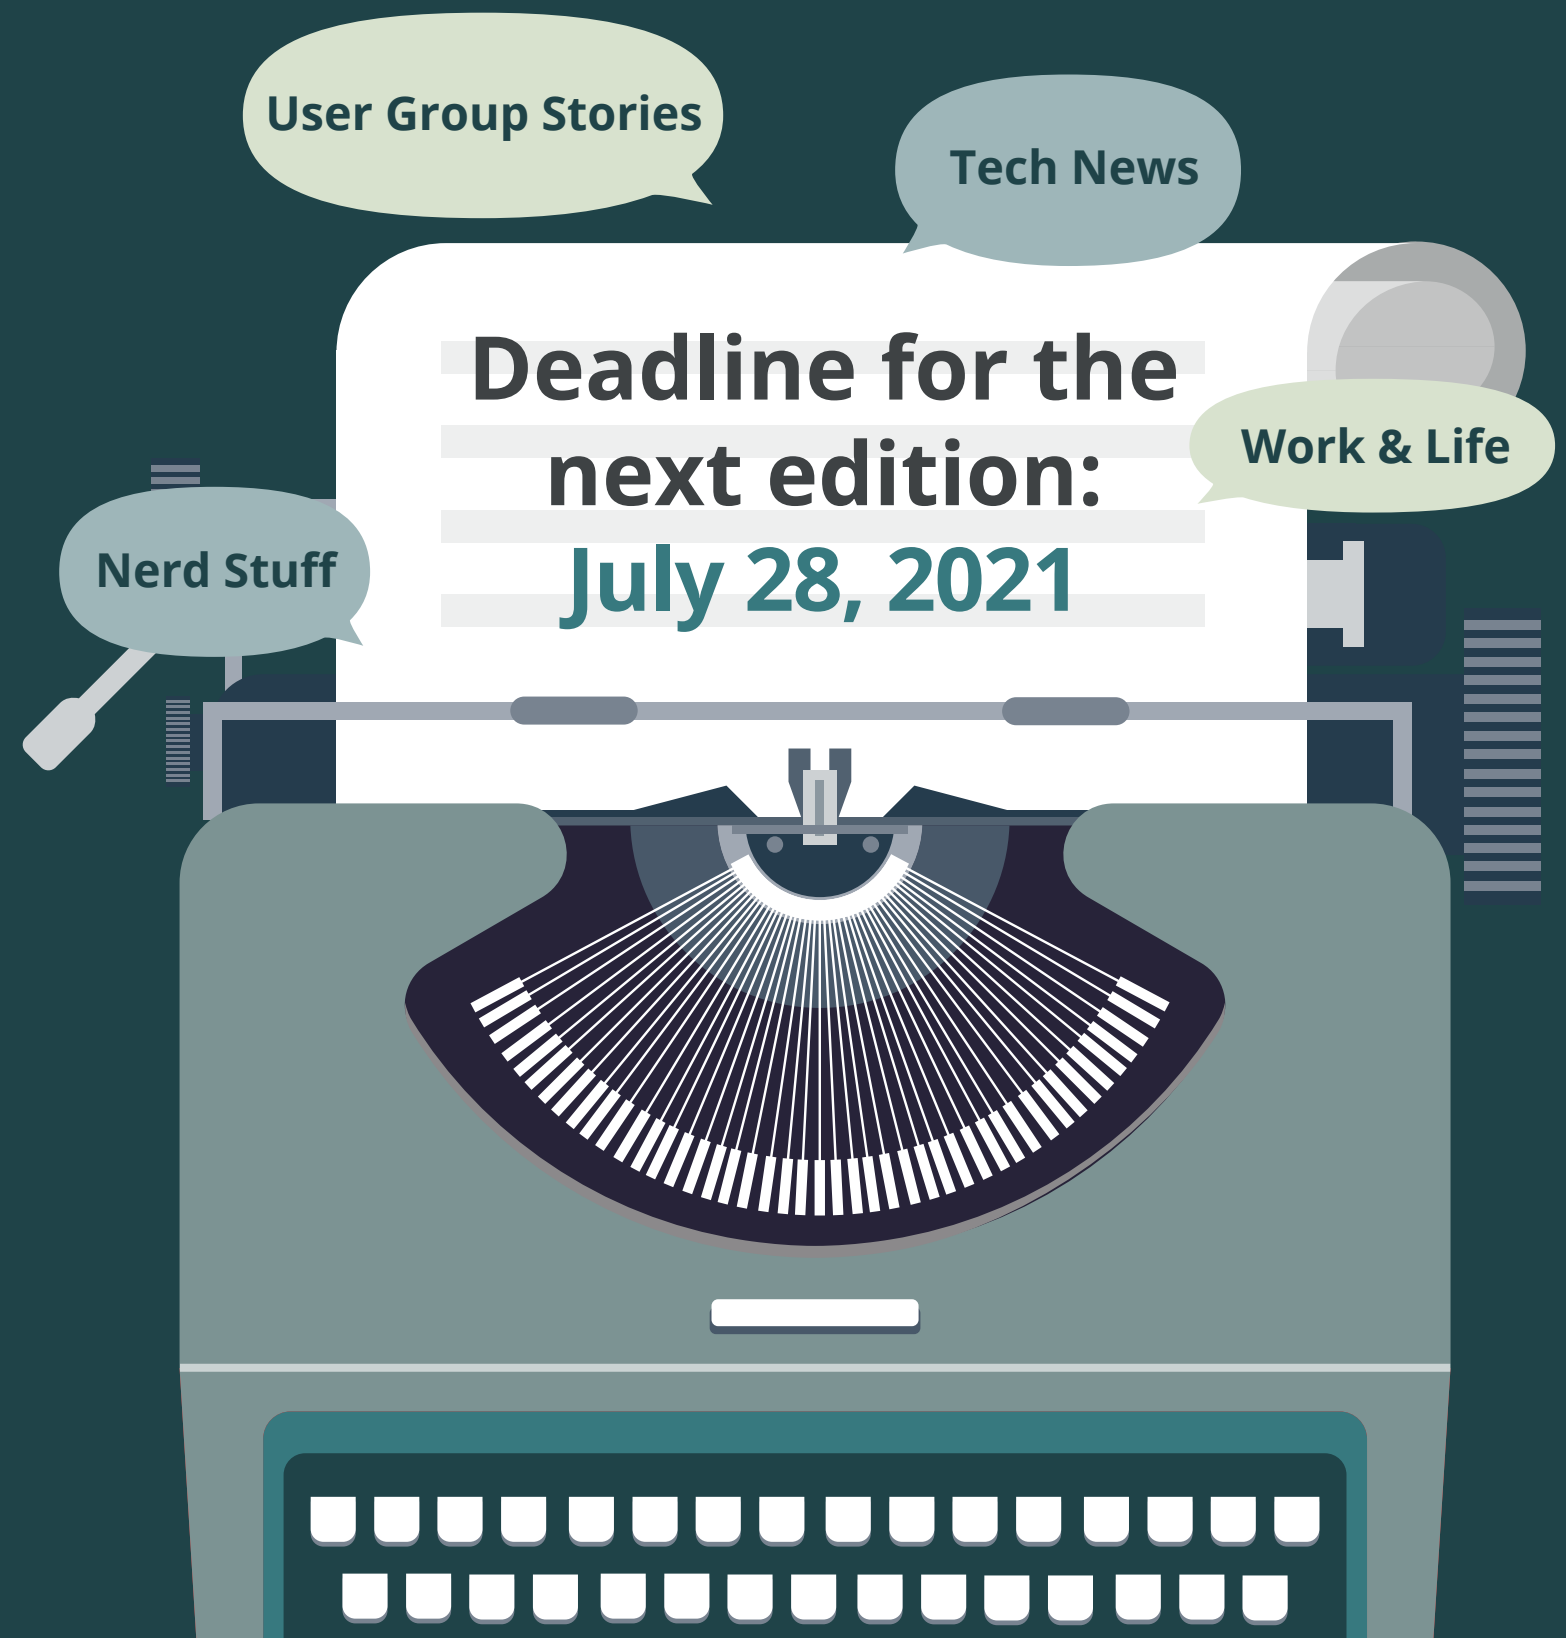 User Group Stories
Tech News
Deadline for the
next edition:
July 28, 2021
Work & Life
Nerd Stuff